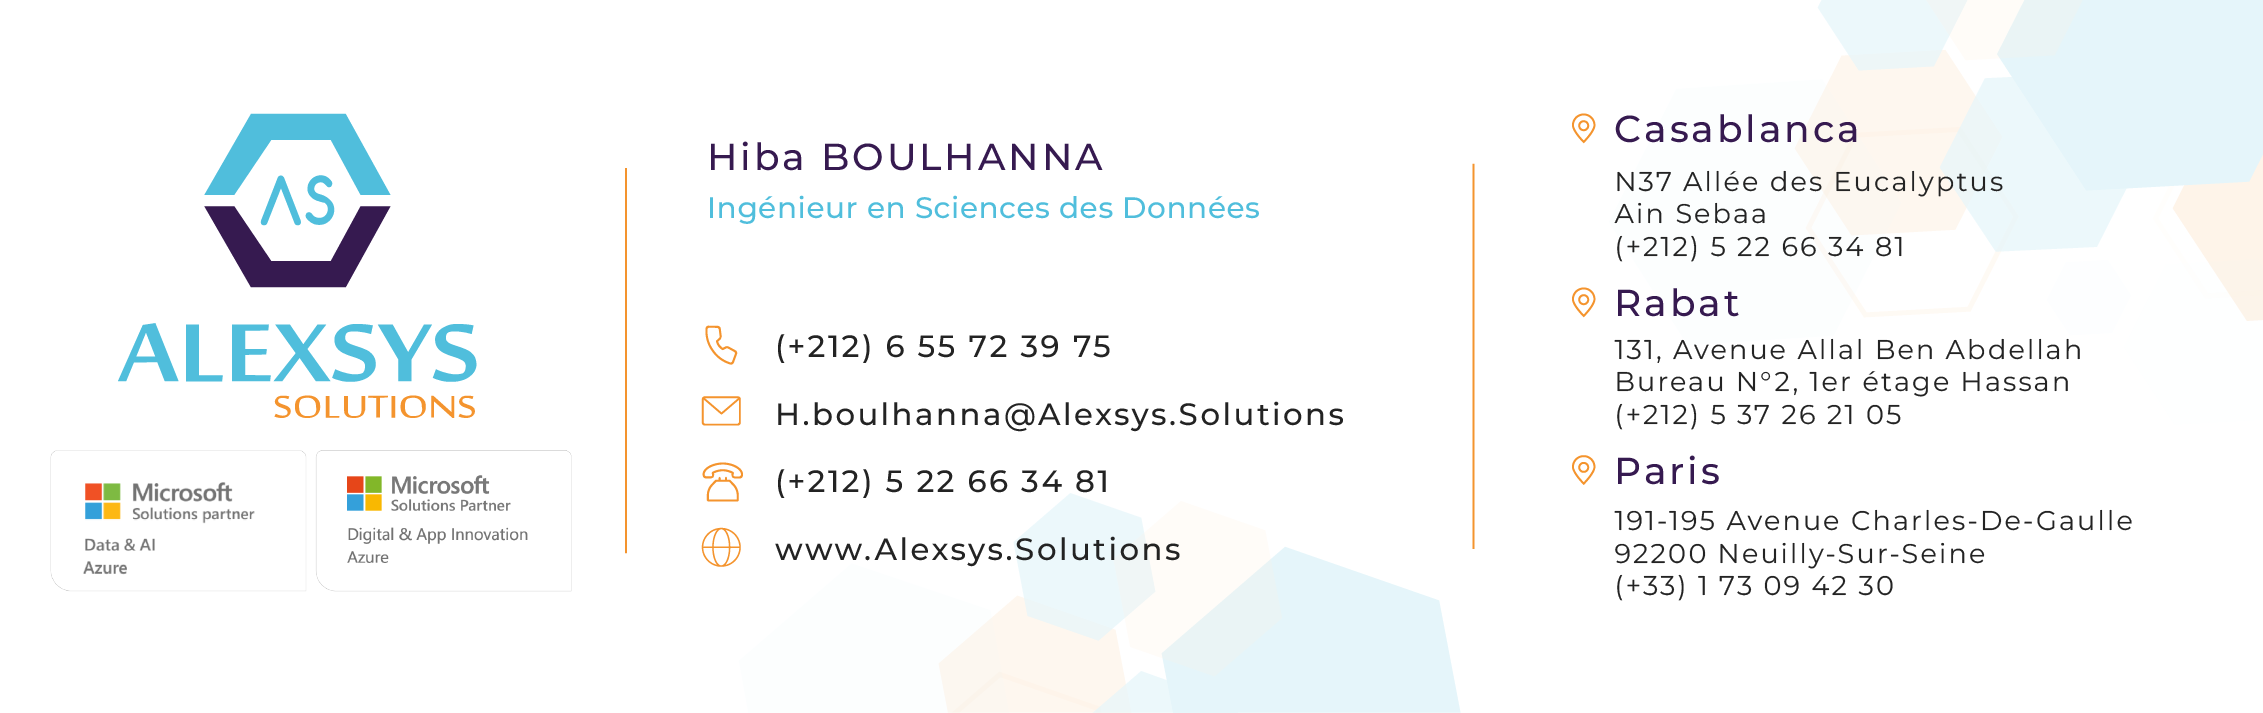 AS
ALEXSYS
SOLUTIONS
Microsoft
Solutions partner
Data & AI
Azure
Microsoft
Solutions Partner
Digital & App Innovation
Azure
Hiba BOULHANNA
Ingénieur en Sciences des Données
(+212) 6 55 72 39 75
H.boulhanna@Alexsys.Solutions
(+212) 5 22 66 34 81
www.Alexsys.Solutions
Casablanca
N37 Allée des Eucalyptus
Ain Sebaa
(+212) 5 22 66 34 81
Rabat
131, Avenue Allal Ben Abdellah
Bureau N°2, 1er étage Hassan
(+212) 5 37 26 21 05
Paris
191-195 Avenue Charles-De-Gaulle
92200 Neuilly-Sur-Seine
(+33) 1 73 09 42 30